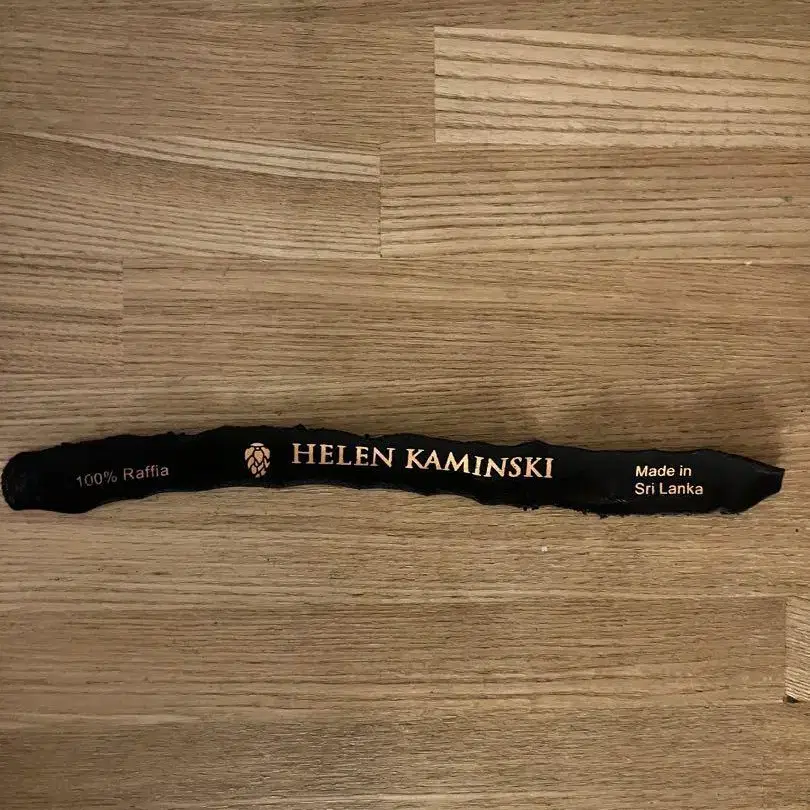 100% Raffia
HELEN KAMINSKI
Made in
Sri Lanka